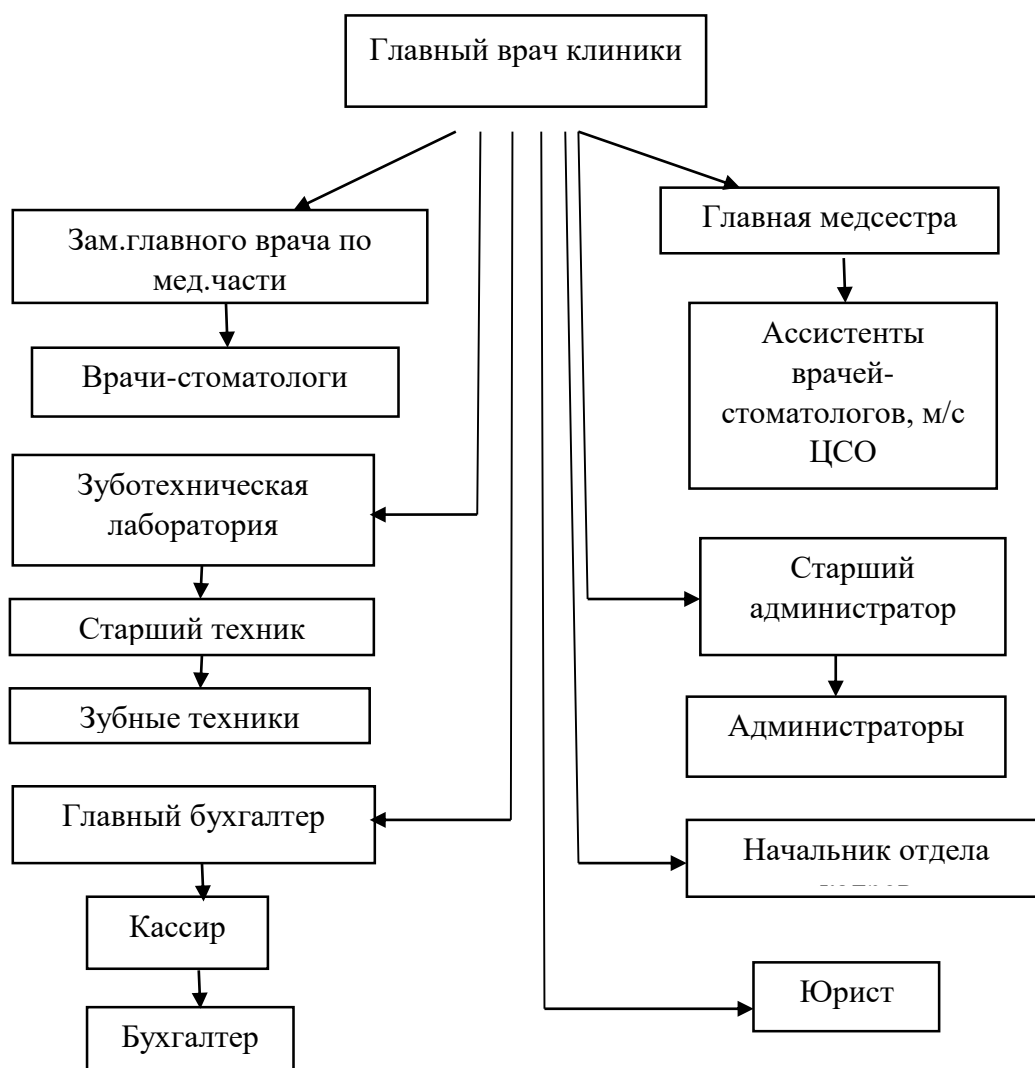 Главный врач клиники
Зам.главного врача по
мед.части
Врачи-стоматологи
Зуботехническая
лаборатория
Старший техник
Зубные техники
Главный бухгалтер
Кассир
Бухгалтер
Главная медсестра
Ассистенты
врачей-
стоматологов, м/с
ЦСО
Старший
администратор
Администраторы
Начальник отдела
Юрист